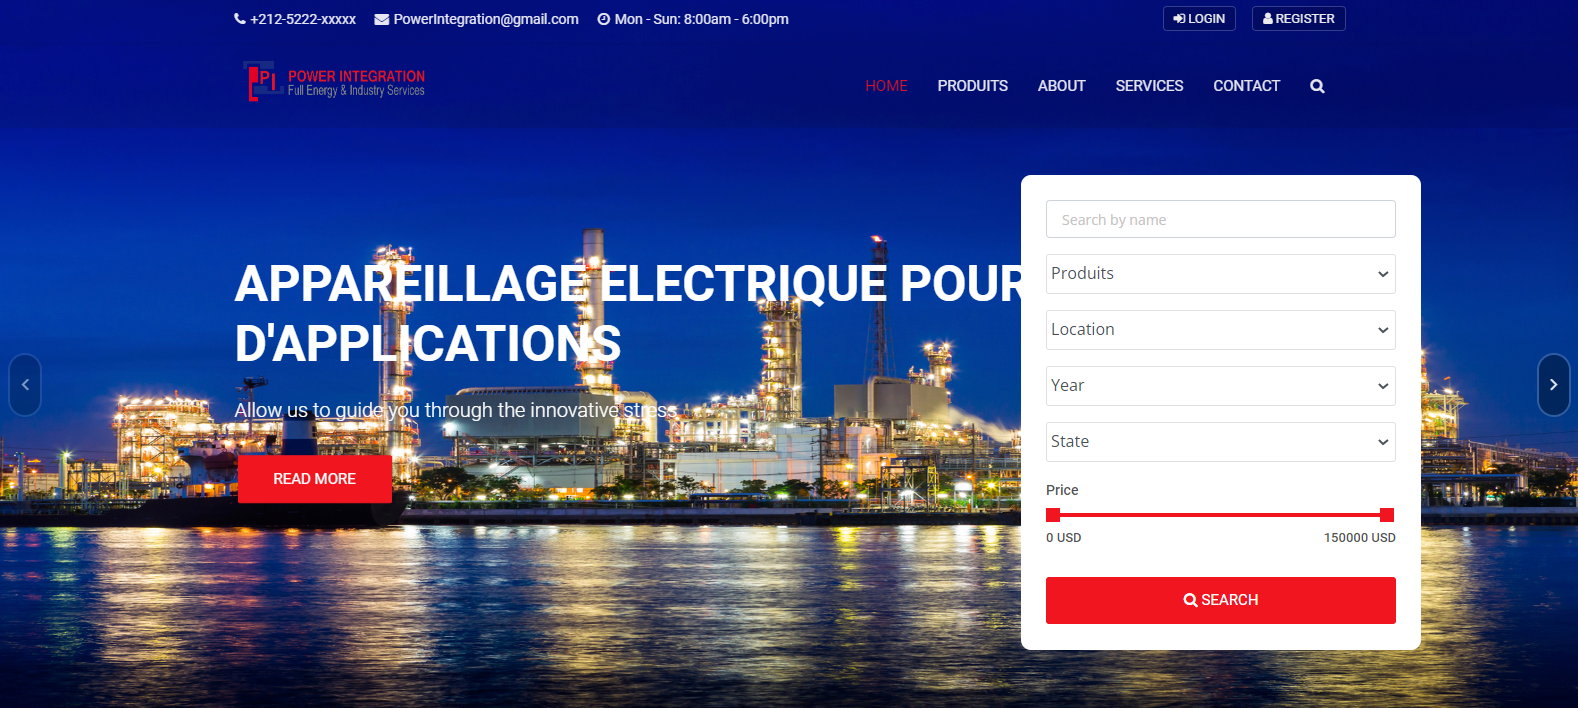 +212-5222-xxxxx PowerIntegration@gmail.com Mon - Sun: 8:00am - 6:00pm LOGIN REGISTER
PI POWER INTEGRATION
Full Energy & Industry Services
HOME PRODUITS ABOUT SERVICES CONTACT
Search by name
Produits
Location
Year
State
Price
0 USD 150000 USD
SEARCH
APPAREILLAGE ELECTRIQUE POUR
D'APPLICATIONS
Allow us to guide you through the innovative stress
READ MORE